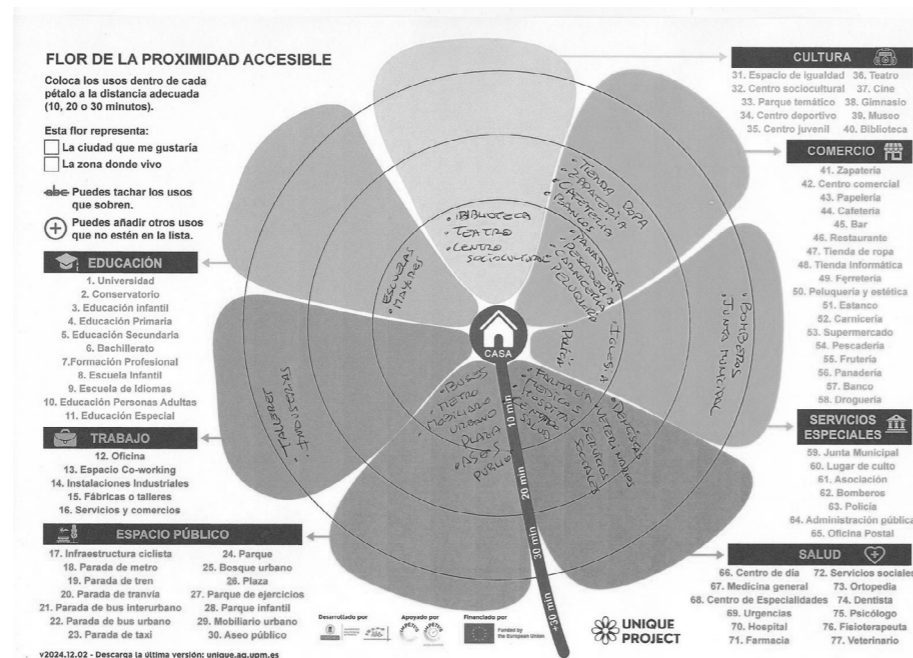 FLOR DE LA PROXIMIDAD ACCESIBLE
Coloca los usos dentro de cada
pétalo a la distancia adecuada
(10, 20 o 30 minutos).
Esta flor representa:
La ciudad que me gustaría
La zona donde vivo
abc Puedes tachar los usos
que sobren.
Puedes añadir otros usos
que no estén en la lista.
EDUCACIÓN
1. Universidad
2. Conservatorio
3. Educación infantil
4. Educación Primaria
5. Educación Secundaria
6. Bachillerato
7.Formación Profesional
8. Escuela Infantil
9. Escuela de Idiomas
10. Educación Personas Adultas
11. Educación Especial
TRABAJO
12. Oficina
13. Espacio Co-working
14. Instalaciones Industriales
15. Fábricas o talleres
16. Servicios y comercios
ESPACIO PÚBLICO
17. Infraestructura ciclista
18. Parada de metro
19. Parada de tren
20. Parada de tranvía
21. Parada de bus interurbano
22. Parada de bus urbano
23. Parada de taxi
24. Parque
25. Bosque urbano
26. Plaza
27. Parque de ejercicios
28. Parque infantil
29. Mobiliario urbano
30. Aseo público
v2024.12.02 - Descarga la última versión: unique.aq.upm.es
· BIBLIOTECA
· TEATRO
· CENTRO
SOCIOCULTURAL
· TIENDA ROPA
· ZAPATERÍA
· CAFETERÍA
· BANCOS
· PANADERÍA
· PESCADERÍA
· CARNICERÍA
PELUQUERO
· ESCUELAS
MAYORES
CASA
· IGLESIA
· BOMBEROS
· JUNTA MUNICIPAL
· TALLERES
· BUSES
· METRO
MOBILIARIO
URBANO
PLAZA
· ASEOS
PUBLICO
· FARMACIA
MEDICOS
HOSPITAL
SALUD
· DENTISTAS
VETERINARIOS
SERVICIOS
SOCIALES
10 min
20 min
30 min
+30 min
CULTURA
31. Espacio de igualdad
32. Centro sociocultural
33. Parque temático
34. Centro deportivo
35. Centro juvenil
36. Teatro
37. Cine
38. Gimnasio
39. Museo
40. Biblioteca
COMERCIO
41. Zapatería
42. Centro comercial
43. Papelería
44. Cafetería
45. Bar
46. Restaurante
47. Tienda de ropa
48. Tienda informática
49. Ferretería
50. Peluquería y estética
51. Estanco
52. Carnicería
53. Supermercado
54. Pescadería
55. Frutería
56. Panadería
57. Banco
58. Droguería
SERVICIOS
ESPECIALES
59. Junta Municipal
60. Lugar de culto
61. Asociación
62. Bomberos
63. Policía
64. Administración pública
65. Oficina Postal
SALUD
66. Centro de día
67. Medicina general
68. Centro de Especialidades
69. Urgencias
70. Hospital
71. Farmacia
72. Servicios sociales
73. Ortopedia
74. Dentista
75. Psicólogo
76. Fisioterapeuta
77. Veterinario
Desarrollado por
Apoyado por
Financiado por
Funded by
the European Union
UNIQUE
PROJECT